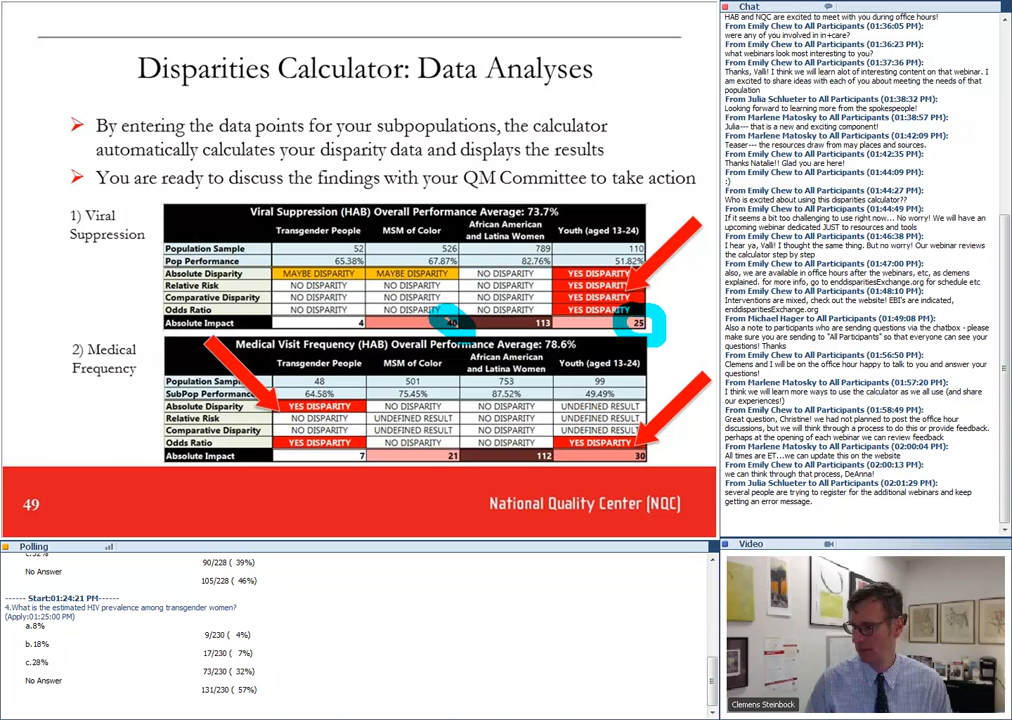 Disparities Calculator: Data Analyses
By entering the data points for your subpopulations, the calculator
automatically calculates your disparity data and displays the results
You are ready to discuss the findings with your QM Committee to take action
1) Viral
Suppression
Viral Suppression (HAB) Overall Performance Average: 73.7%
Transgender People MSM of Color African American and Latina Women Youth (aged 13-24)
Population Sample 52 526 789 110
Pop Performance 65.38% 67.87% 82.76% 51.82%
Absolute Disparity MAYBE DISPARITY MAYBE DISPARITY NO DISPARITY YES DISPARITY
Relative Risk NO DISPARITY NO DISPARITY NO DISPARITY YES DISPARITY
Comparative Disparity NO DISPARITY NO DISPARITY NO DISPARITY YES DISPARITY
Odds Ratio NO DISPARITY NO DISPARITY NO DISPARITY YES DISPARITY
Absolute Impact 4 40 113 25
2) Medical
Frequency
Medical Visit Frequency (HAB) Overall Performance Average: 78.6%
Transgender People MSM of Color African American and Latina Women Youth (aged 13-24)
Population 48 501 753 99
SubPop Performance 64.58% 75.45% 87.52% 49.49%
Absolute Disparity YES DISPARITY NO DISPARITY NO DISPARITY UNDEFINED RESULT
Relative Risk NO DISPARITY UNDEFINED RESULT NO DISPARITY UNDEFINED RESULT
Comparative Disparity NO DISPARITY NO DISPARITY NO DISPARITY UNDEFINED RESULT
Odds Ratio YES DISPARITY NO DISPARITY NO DISPARITY YES DISPARITY
Absolute Impact 7 21 112 30
49
National Quality Center (NQC)
Chat
HAB and NQC are excited to meet with you during office hours!
From Emily Chew to All Participants (01:36:05 PM):
were any of you involved in in+care?
From Emily Chew to All Participants (01:36:23 PM):
what webinars look most interesting to you?
From Emily Chew to All Participants (01:37:36 PM):
Thanks, Valli! I think we will learn alot of interesting content on that webinar. I
am excited to share ideas with each of you about meeting the needs of that
population
From Julia Schlueter to All Participants (01:38:32 PM):
Looking forward to learning more from the spokespeople!
From Marlene Matosky to All Participants (01:38:57 PM):
Julia--- that is a new and exciting component!
From Marlene Matosky to All Participants (01:42:09 PM):
Teaser--- the resources draw from may places and sources.
From Marlene Matosky to All Participants (01:42:35 PM):
Thanks Natalie!! Glad you are here!
From Emily Chew to All Participants (01:44:09 PM):
:)
From Emily Chew to All Participants (01:44:27 PM):
Who is excited about using this disparities calculator??
From Emily Chew to All Participants (01:44:49 PM):
If it seems a bit too challenging to use right now... No worry! We will have an
upcoming webinar dedicated JUST to resources and tools
From Emily Chew to All Participants (01:46:38 PM):
I hear ya, Valli! I thought the same thing. But no worry! Our webinar reviews
the calculator step by step
From Emily Chew to All Participants (01:47:00 PM):
also, we are available in office hours after the webinars, etc, as clemens
explained. for more info, go to enddisparitiesExchange.org for schedule etc
From Emily Chew to All Participants (01:48:10 PM):
Interventions are mixed, check out the website! EBI's are indicated,
enddisparitiesExchange.org
From Michael Hager to All Participants (01:49:08 PM):
Also a note to participants who are sending questions via the chatbox - please
make sure you are sending to "All Participants" so that everyone can see your
questions! Thanks
From Emily Chew to All Participants (01:56:50 PM):
Clemens and I will be on the office hour happy to talk to you and answer your
questions!
From Marlene Matosky to All Participants (01:57:20 PM):
I think we will learn more ways to use the calculator as we all use (and share
our experiences!)
From Emily Chew to All Participants (01:58:49 PM):
Great question, Christine! we had not planned to post the office hour
discussions, but we will think through a process to do this or provide feedback.
perhaps at the opening of each webinar we can review feedback
From Marlene Matosky to All Participants (02:00:04 PM):
All times are ET...we can update this on the website
From Emily Chew to All Participants (02:00:13 PM):
we can think through that process, DeAnna!
From Julia Schlueter to All Participants (02:01:29 PM):
several people are trying to register for the additional webinars and keep
getting an error message.
Polling
90/228 ( 39%)
No Answer
105/228 ( 46%)
------ Start:01:24:21 PM------
4.What is the estimated HIV prevalence among transgender women?
(Apply:01:25:00 PM)
a.8%
9/230 ( 4%)
b.18%
17/230 ( 7%)
c.28%
73/230 ( 32%)
No Answer
131/230 ( 57%)
Video
Clemens Steinbock